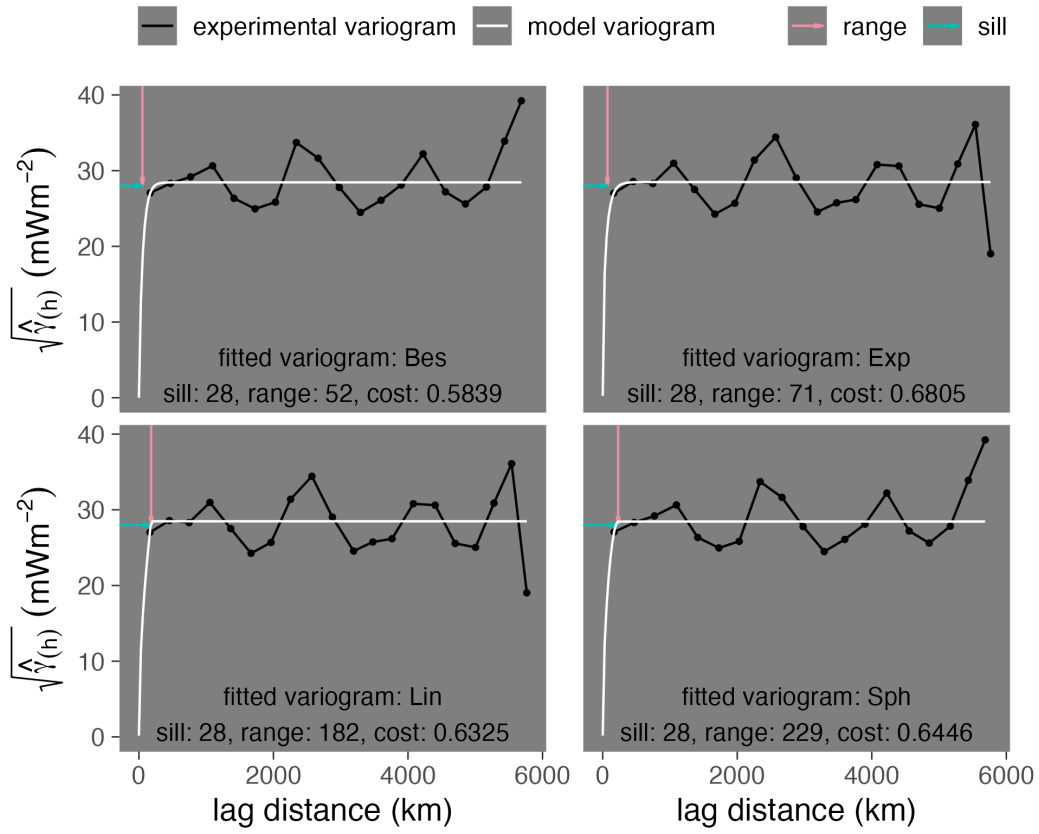 experimental variogram model variogram range sill
40
30
20
10
0
√γ̂(h) (mWm⁻²)
fitted variogram: Bes
sill: 28, range: 52, cost: 0.5839
fitted variogram: Exp
sill: 28, range: 71, cost: 0.6805
40
30
20
10
0
√γ̂(h) (mWm⁻²)
fitted variogram: Lin
sill: 28, range: 182, cost: 0.6325
fitted variogram: Sph
sill: 28, range: 229, cost: 0.6446
0 2000 4000 6000 0 2000 4000 6000
lag distance (km) lag distance (km)